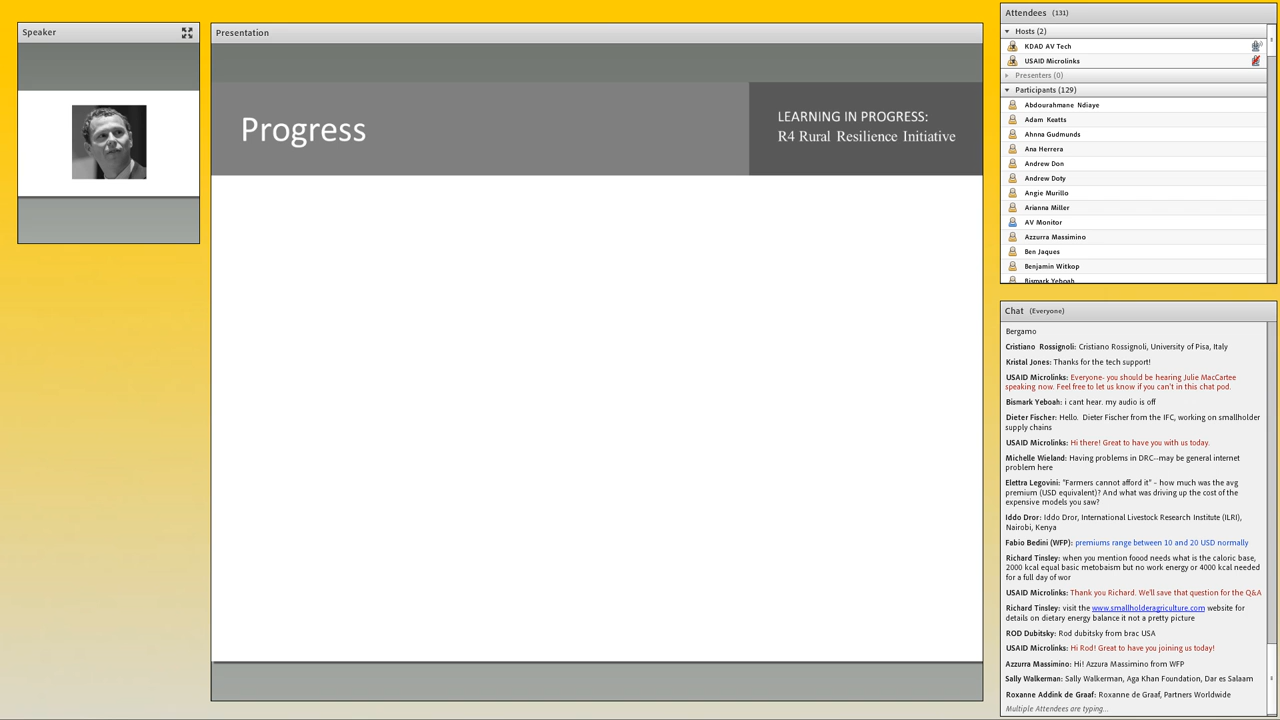 Speaker
Presentation
Progress
LEARNING IN PROGRESS:
R4 Rural Resilience Initiative
Attendees (131)
Hosts (2)
KDAD AV Tech
USAID Microlinks
Presenters (0)
Participants (129)
Abdourahmane Ndiaye
Adam Keatts
Ahnna Gudmunds
Ana Herrera
Andrew Don
Andrew Doty
Angie Murillo
Arianna Miller
AV Monitor
Azzurra Massimino
Ben Jaques
Benjamin Witkop
Bismark Yeboah
Chat (Everyone)
Bergamo
Cristiano Rossignoli: Cristiano Rossignoli, University of Pisa, Italy
Kristal Jones: Thanks for the tech support!
USAID Microlinks: Everyone- you should be hearing Julie MacCartee
speaking now. Feel free to let us know if you can't in this chat pod.
Bismark Yeboah: i cant hear. my audio is off
Dieter Fischer: Hello. Dieter Fischer from the IFC, working on smallholder
supply chains
USAID Microlinks: Hi there! Great to have you with us today.
Michelle Wieland: Having problems in DRC--may be general internet
problem here
Elettra Legovini: "Farmers cannot afford it" - how much was the avg
premium (USD equivalent)? And what was driving up the cost of the
expensive models you saw?
Iddo Dror: Iddo Dror, International Livestock Research Institute (ILRI),
Nairobi, Kenya
Fabio Bedini (WFP): premiums range between 10 and 20 USD normally
Richard Tinsley: when you mention foood needs what is the caloric base,
2000 kcal equal basic metobaism but no work energy or 4000 kcal needed
for a full day of wor
USAID Microlinks: Thank you Richard. We'll save that question for the Q&A
Richard Tinsley: visit the www.smallholderagriculture.com website for
details on dietary energy balance it not a pretty picture
ROD Dubitsky: Rod dubitsky from brac USA
USAID Microlinks: Hi Rod! Great to have you joining us today!
Azzurra Massimino: Hi! Azzura Massimino from WFP
Sally Walkerman: Sally Walkerman, Aga Khan Foundation, Dar es Salaam
Roxanne Addink de Graaf: Roxanne de Graaf, Partners Worldwide
Multiple Attendees are typing...